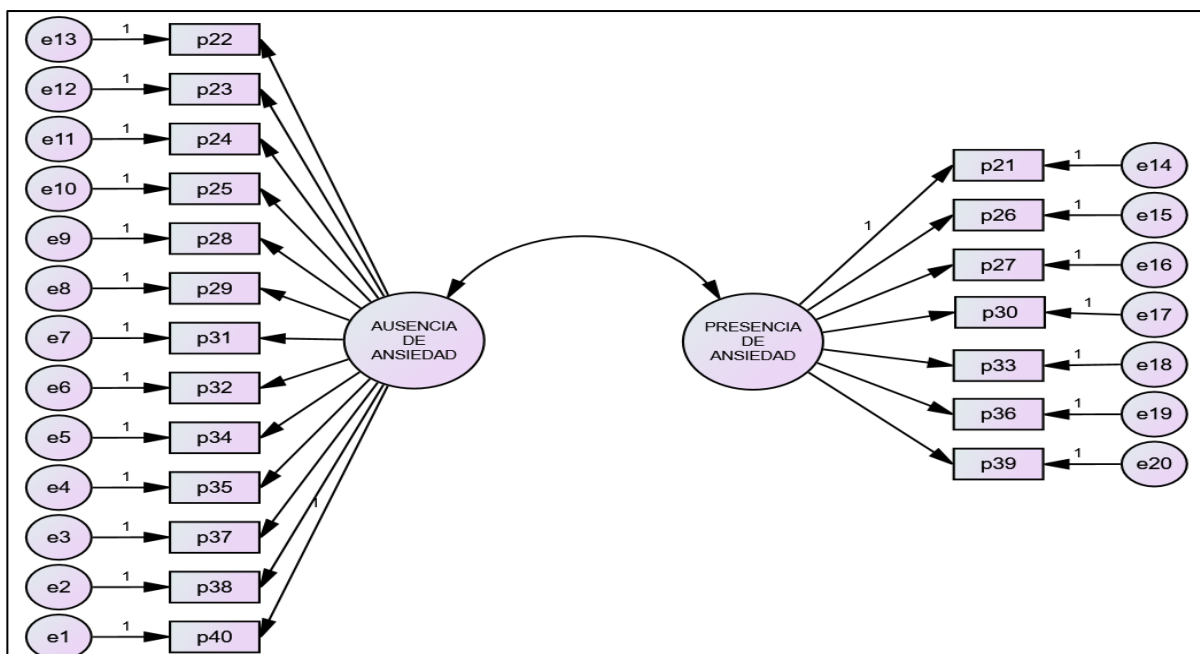 e13 1 p22
e12 1 p23
e11 1 p24
e10 1 p25
e9 1 p28
e8 1 p29
e7 1 p31
e6 1 p32
e5 1 p34
e4 1 p35
e3 1 p37
e2 1 p38
e1 1 p40
1
AUSENCIA
DE
ANSIEDAD
PRESENCIA
DE
ANSIEDAD
1
p21 1 e14
p26 1 e15
p27 1 e16
p30 1 e17
p33 1 e18
p36 1 e19
p39 1 e20